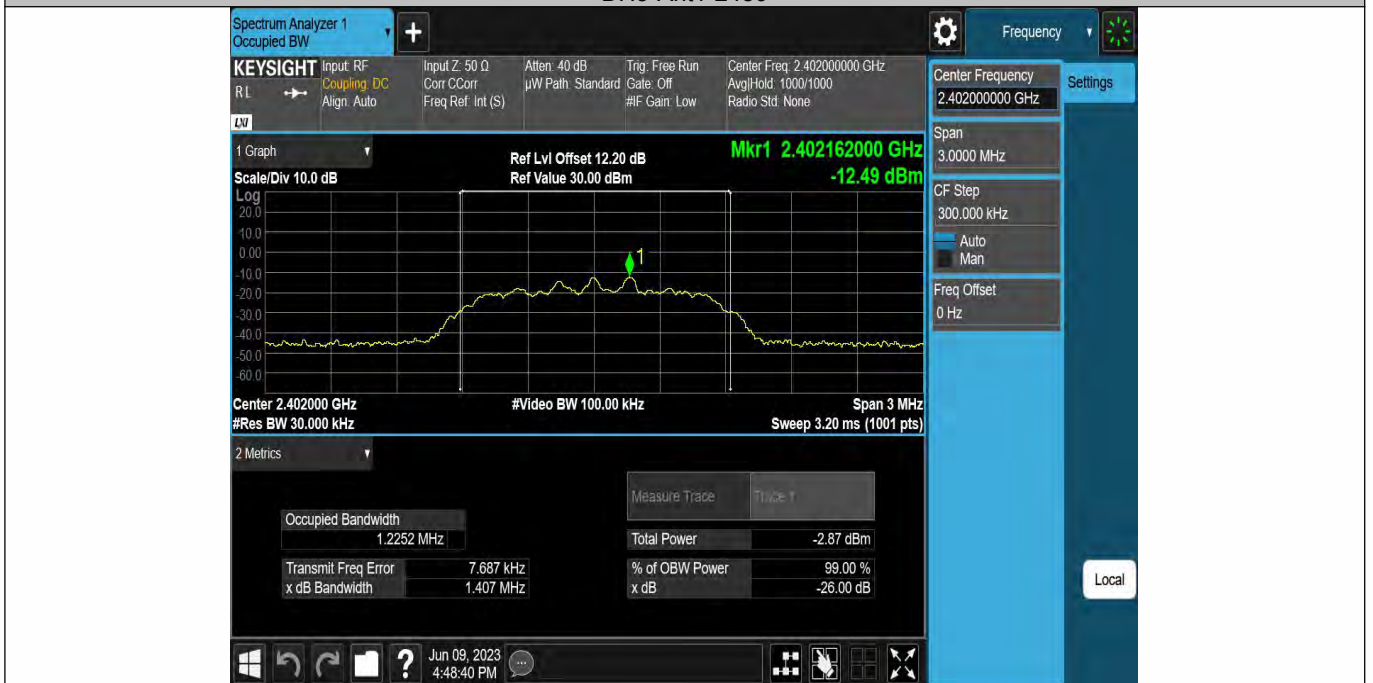 Spectrum Analyzer 1
Occupied BW
Frequency
KEYSIGHT
RL
LXI
Input: RF
Coupling: DC
Align: Auto
Input Z: 50 Ω
Corr CCorr
Freq Ref: Int (S)
Atten: 40 dB
µW Path: Standard
Trig: Free Run
Gate: Off
#IF Gain: Low
Center Freq: 2.402000000 GHz
Avg|Hold: 1000/1000
Radio Std: None
Center Frequency
2.402000000 GHz
Settings
Span
3.0000 MHz
CF Step
300.000 kHz
Auto
Man
Freq Offset
0 Hz
Local
1 Graph
Scale/Div 10.0 dB
Ref Lvl Offset 12.20 dB
Ref Value 30.00 dBm
Mkr1 2.402162000 GHz
-12.49 dBm
Log
20.0
10.0
0.00
-10.0
-20.0
-30.0
-40.0
-50.0
-60.0
1
Center 2.402000 GHz
#Res BW 30.000 kHz
#Video BW 100.00 kHz
Span 3 MHz
Sweep 3.20 ms (1001 pts)
2 Metrics
Measure Trace
Trace 1
Occupied Bandwidth
1.2252 MHz
Total Power -2.87 dBm
Transmit Freq Error 7.687 kHz
% of OBW Power 99.00 %
x dB Bandwidth 1.407 MHz
x dB -26.00 dB
Jun 09, 2023
4:48:40 PM